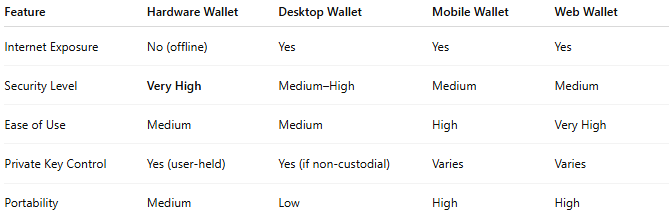 Feature Hardware Wallet Desktop Wallet Mobile Wallet Web Wallet
Internet Exposure No (offline) Yes Yes Yes
Security Level Very High Medium–High Medium Medium
Ease of Use Medium Medium High Very High
Private Key Control Yes (user-held) Yes (if non-custodial) Varies Varies
Portability Medium Low High High